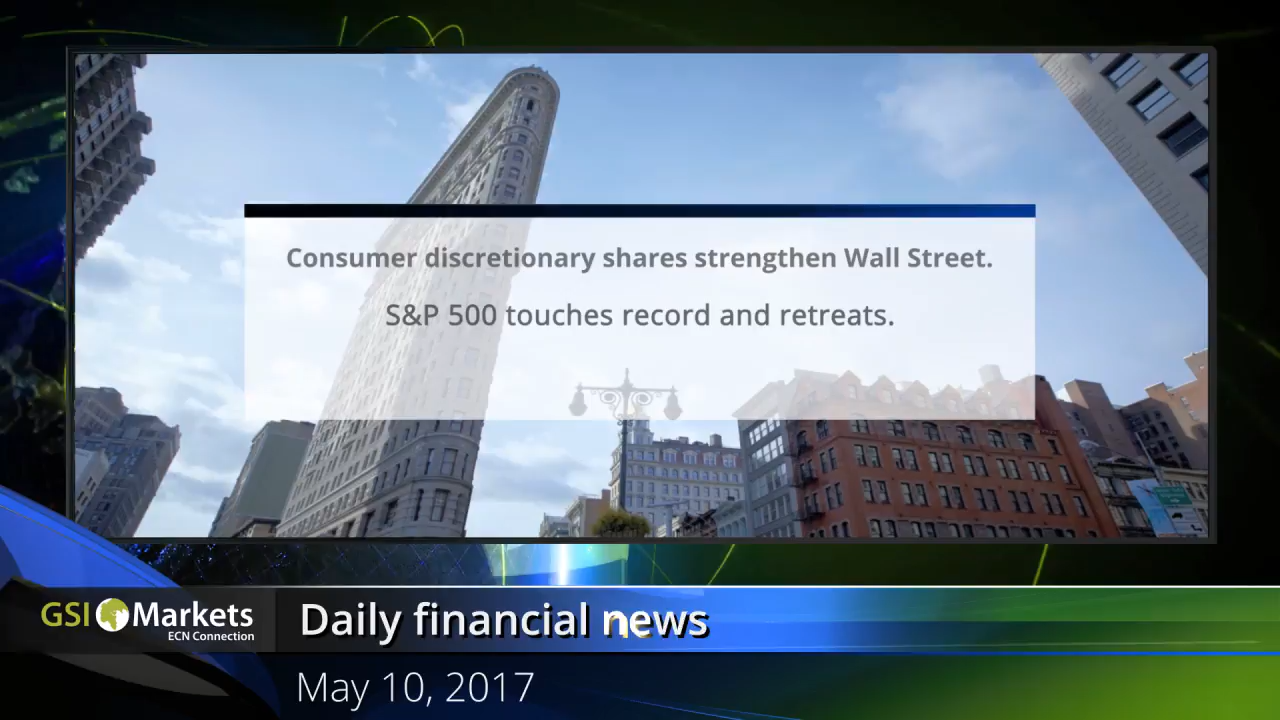 Consumer discretionary shares strengthen Wall Street.
S&P 500 touches record and retreats.
GSI Markets
ECN Connection
Daily financial news
May 10, 2017